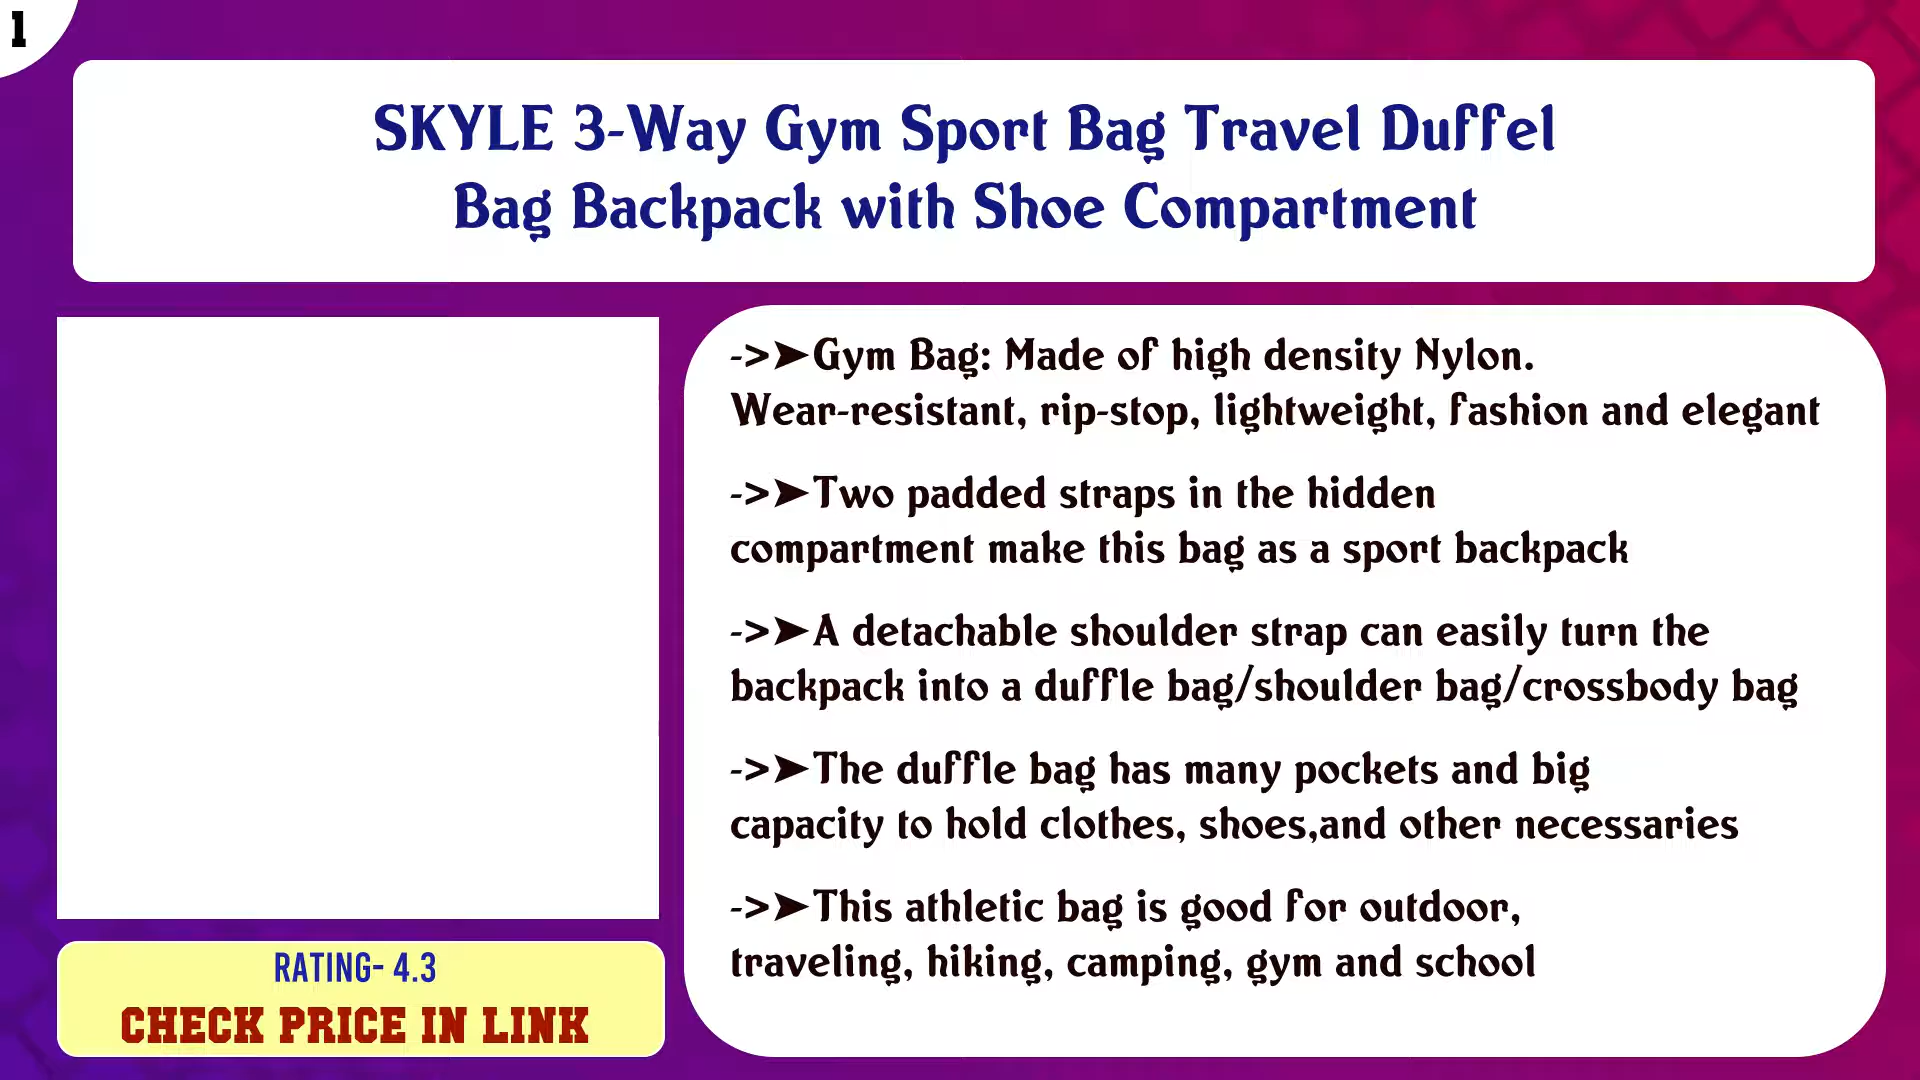 1
SKYLE 3-Way Gym Sport Bag Travel Duffel
Bag Backpack with Shoe Compartment
->➤Gym Bag: Made of high density Nylon.
Wear-resistant, rip-stop, lightweight, fashion and elegant
->➤Two padded straps in the hidden
compartment make this bag as a sport backpack
->➤A detachable shoulder strap can easily turn the
backpack into a duffle bag/shoulder bag/crossbody bag
->➤The duffle bag has many pockets and big
capacity to hold clothes, shoes,and other necessaries
->➤This athletic bag is good for outdoor,
traveling, hiking, camping, gym and school
RATING- 4.3
CHECK PRICE IN LINK